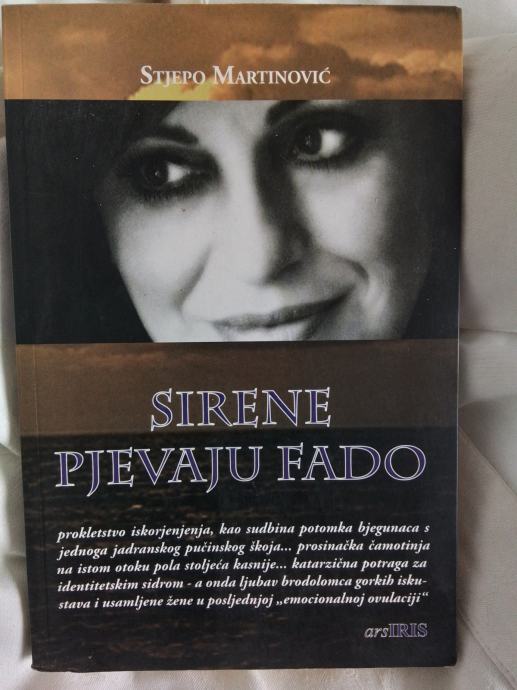 STJEPO MARTINOVIĆ
SIRENE
PJEVAJU FADO
prokletstvo iskorjenjenja, kao sudbina potomka bjegunaca s
jednoga jadranskog pučinskog škoja... prosinačka čamotinja
na istom otoku pola stoljeća kasnije... katarzična potraga za
identitetskim sidrom - a onda ljubav brodolomca gorkih isku-
stava i usamljene žene u posljednjoj „emocionalnoj ovulaciji“
arsIRIS